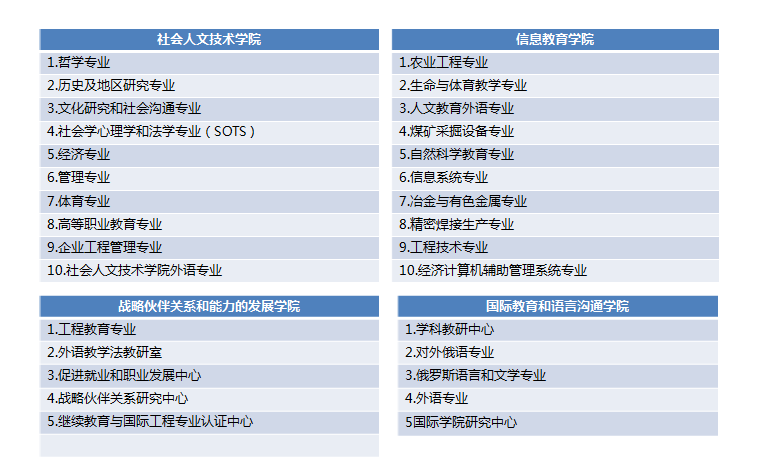 社会人文技术学院
1.哲学专业
2.历史及地区研究专业
3.文化研究和社会沟通专业
4.社会学心理学和法学专业（SOTS）
5.经济专业
6.管理专业
7.体育专业
8.高等职业教育专业
9.企业工程管理专业
10.社会人文技术学院外语专业
信息教育学院
1.农业工程专业
2.生命与体育教学专业
3.人文教育外语专业
4.煤矿采掘设备专业
5.自然科学教育专业
6.信息系统专业
7.冶金与有色金属专业
8.精密焊接生产专业
9.工程技术专业
10.经济计算机辅助管理系统专业
战略伙伴关系和能力的发展学院
1.工程教育专业
2.外语教学法教研室
3.促进就业和职业发展中心
4.战略伙伴关系研究中心
5.继续教育与国际工程专业认证中心
国际教育和语言沟通学院
1.学科教研中心
2.对外俄语专业
3.俄罗斯语言和文学专业
4.外语专业
5国际学院研究中心